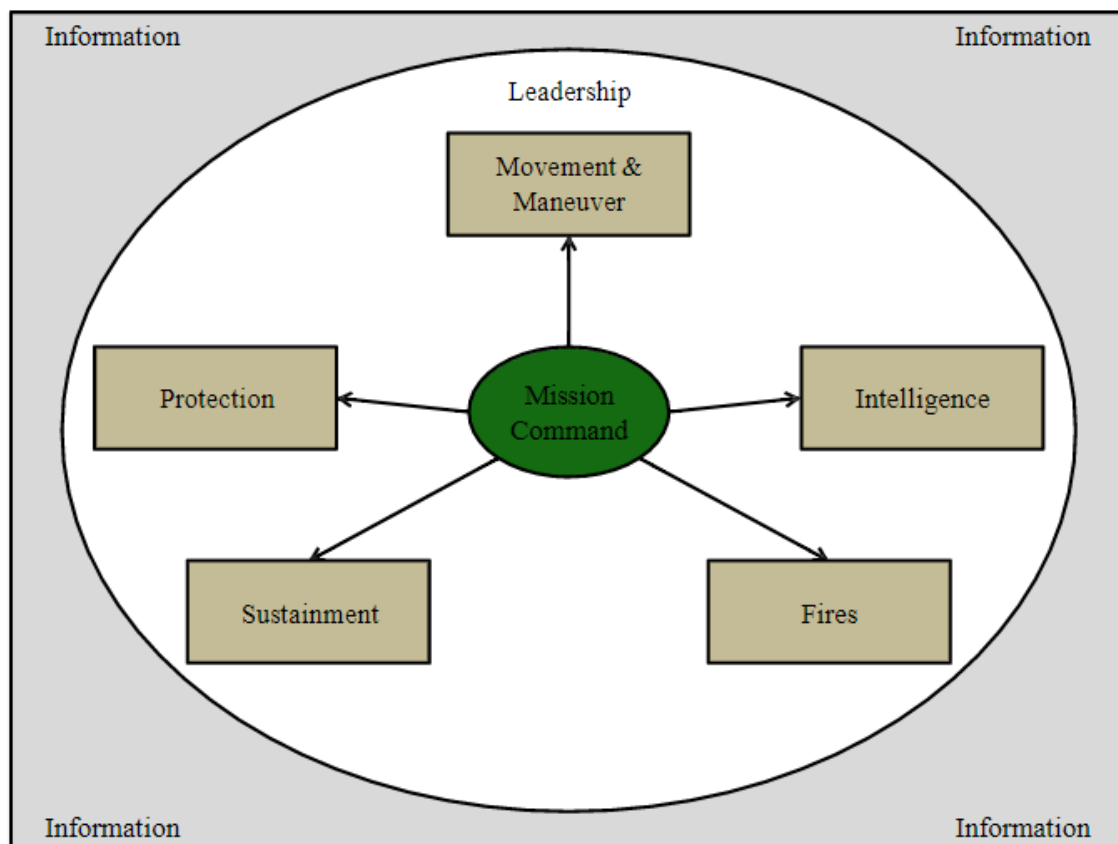 Information
Information
Leadership
Movement &
Maneuver
Protection
Mission
Command
Intelligence
Sustainment
Fires
Information
Information